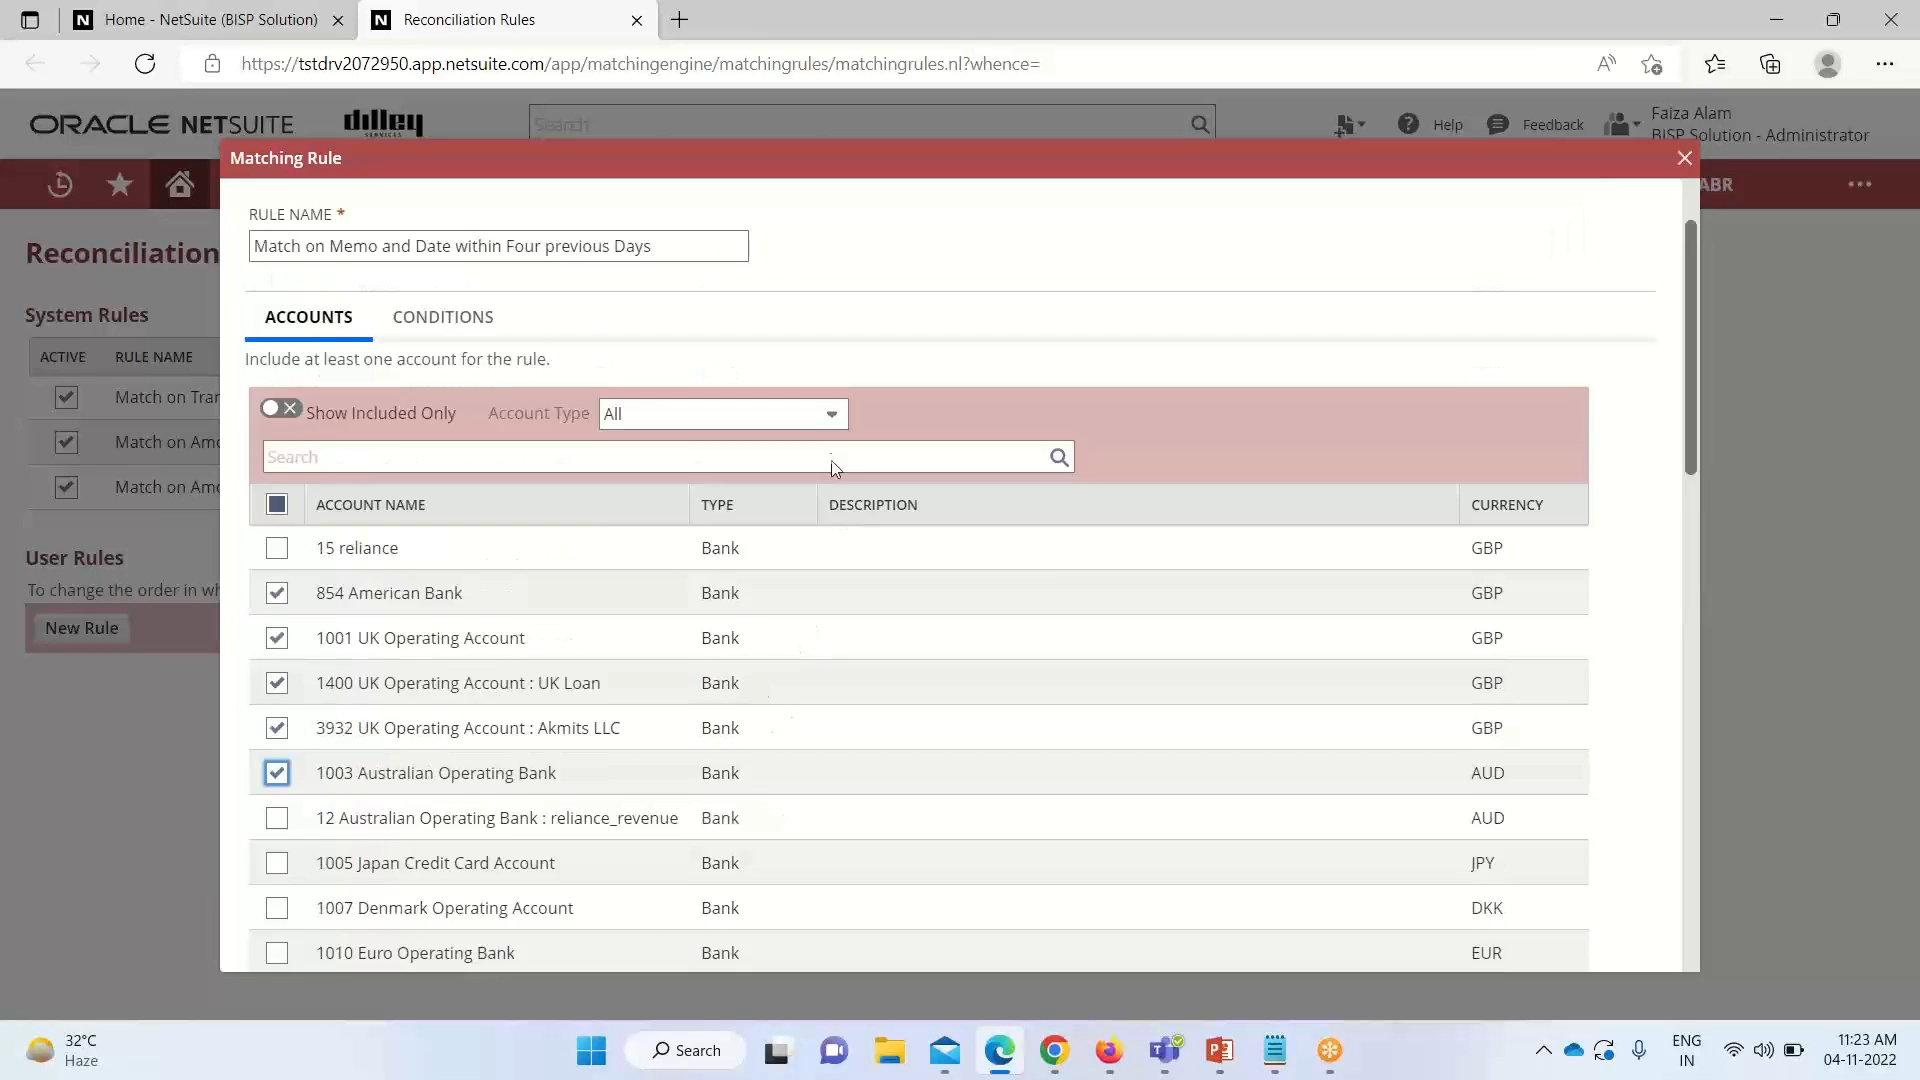 Home - NetSuite (BISP Solution)
Reconciliation Rules
https://tstdrv2072950.app.netsuite.com/app/matchingengine/matchingrules/matchingrules.nl?whence=
ORACLE NETSUITE
dilley
SERVICES
Search
Help
Feedback
Faiza Alam
BISP Solution - Administrator
ABR
Matching Rule
Reconciliation
System Rules
ACTIVE RULE NAME
Match on Tran
Match on Amo
Match on Amo
User Rules
To change the order in wh
New Rule
RULE NAME *
Match on Memo and Date within Four previous Days
ACCOUNTS CONDITIONS
Include at least one account for the rule.
Show Included Only Account Type All
Search
ACCOUNT NAME TYPE DESCRIPTION CURRENCY
15 reliance Bank GBP
854 American Bank Bank GBP
1001 UK Operating Account Bank GBP
1400 UK Operating Account : UK Loan Bank GBP
3932 UK Operating Account : Akmits LLC Bank GBP
1003 Australian Operating Bank Bank AUD
12 Australian Operating Bank : reliance_revenue Bank AUD
1005 Japan Credit Card Account Bank JPY
1007 Denmark Operating Account Bank DKK
1010 Euro Operating Bank Bank EUR
32°C
Haze
Search
ENG
IN
11:23 AM
04-11-2022